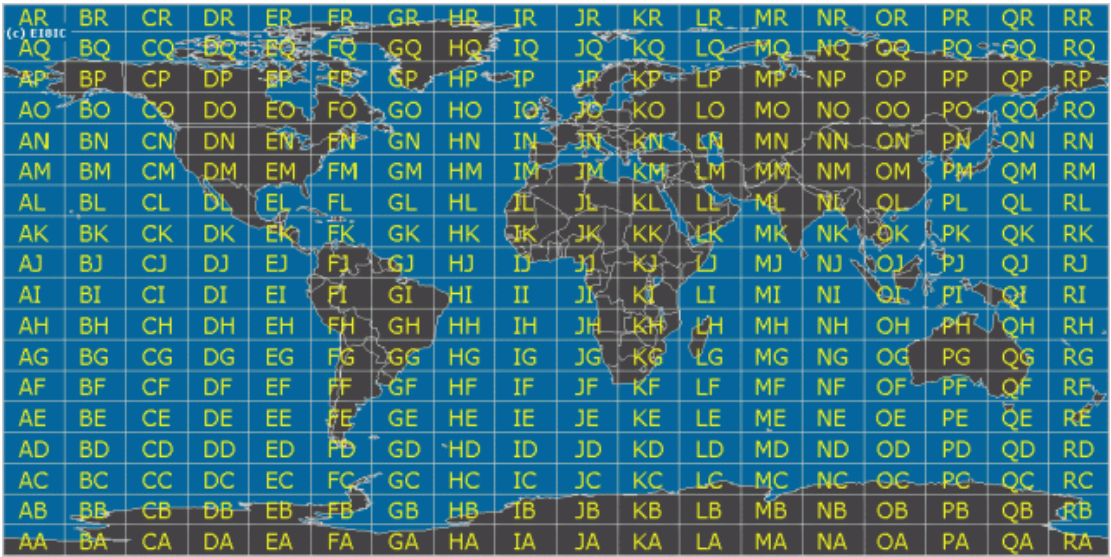 AR BR CR DR ER FR GR HR IR JR KR LR MR NR OR PR QR RR
(c) EI8IC
AQ BQ CQ DQ EQ FQ GQ HQ IQ JQ KQ LQ MQ NQ OQ PQ QQ RQ
AP BP CP DP EP FP GP HP IP JP KP LP MP NP OP PP QP RP
AO BO CO DO EO FO GO HO IO JO KO LO MO NO OO PO QO RO
AN BN CN DN EN FN GN HN IN JN KN LN MN NN ON PN QN RN
AM BM CM DM EM FM GM HM IM JM KM LM MM NM OM PM QM RM
AL BL CL DL EL FL GL HL IL JL KL LL ML NL OL PL QL RL
AK BK CK DK EK FK GK HK IK JK KK LK MK NK OK PK QK RK
AJ BJ CJ DJ EJ FJ GJ HJ IJ JJ KJ LJ MJ NJ OJ PJ QJ RJ
AI BI CI DI EI FI GI HI II JI KI LI MI NI OI PI QI RI
AH BH CH DH EH FH GH HH IH JH KH LH MH NH OH PH QH RH
AG BG CG DG EG FG GG HG IG JG KG LG MG NG OG PG QG RG
AF BF CF DF EF FF GF HF IF JF KF LF MF NF OF PF QF RF
AE BE CE DE EE FE GE HE IE JE KE LE ME NE OE PE QE RE
AD BD CD DD ED FD GD HD ID JD KD LD MD ND OD PD QD RD
AC BC CC DC EC FC GC HC IC JC KC LC MC NC OC PC QC RC
AB BB CB DB EB FB GB HB IB JB KB LB MB NB OB PB QB RB
AA BA CA DA EA FA GA HA IA JA KA LA MA NA OA PA QA RA